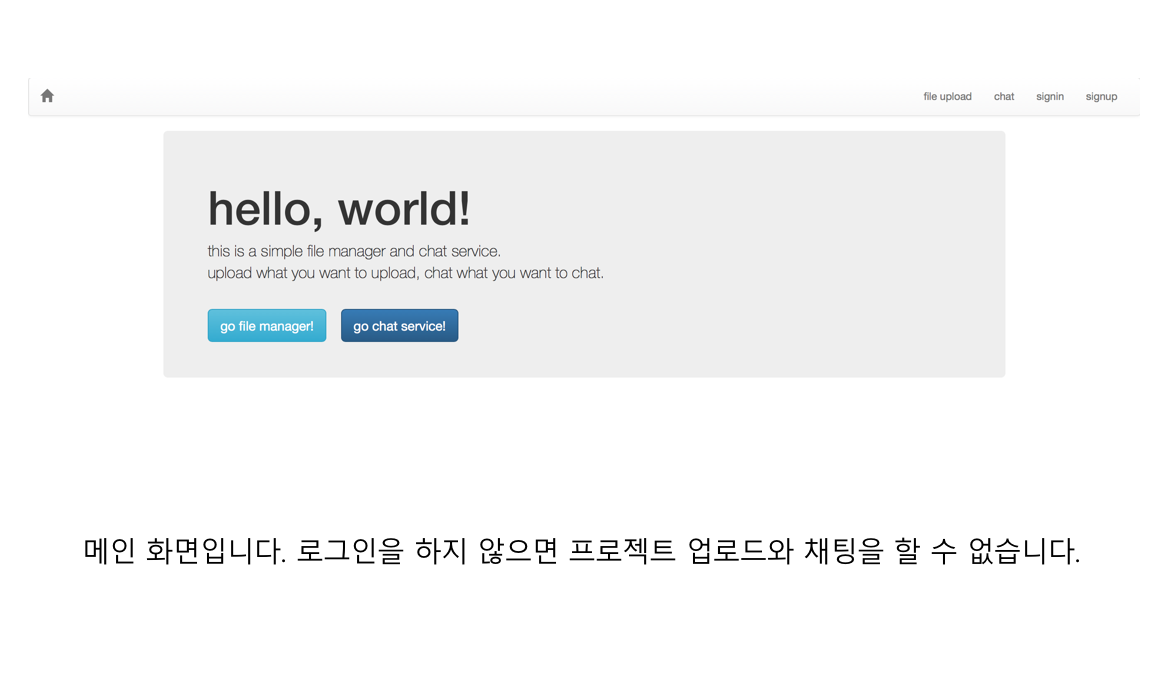 file upload chat signin signup
hello, world!
this is a simple file manager and chat service.
upload what you want to upload, chat what you want to chat.
go file manager! go chat service!
메인 화면입니다. 로그인을 하지 않으면 프로젝트 업로드와 채팅을 할 수 없습니다.